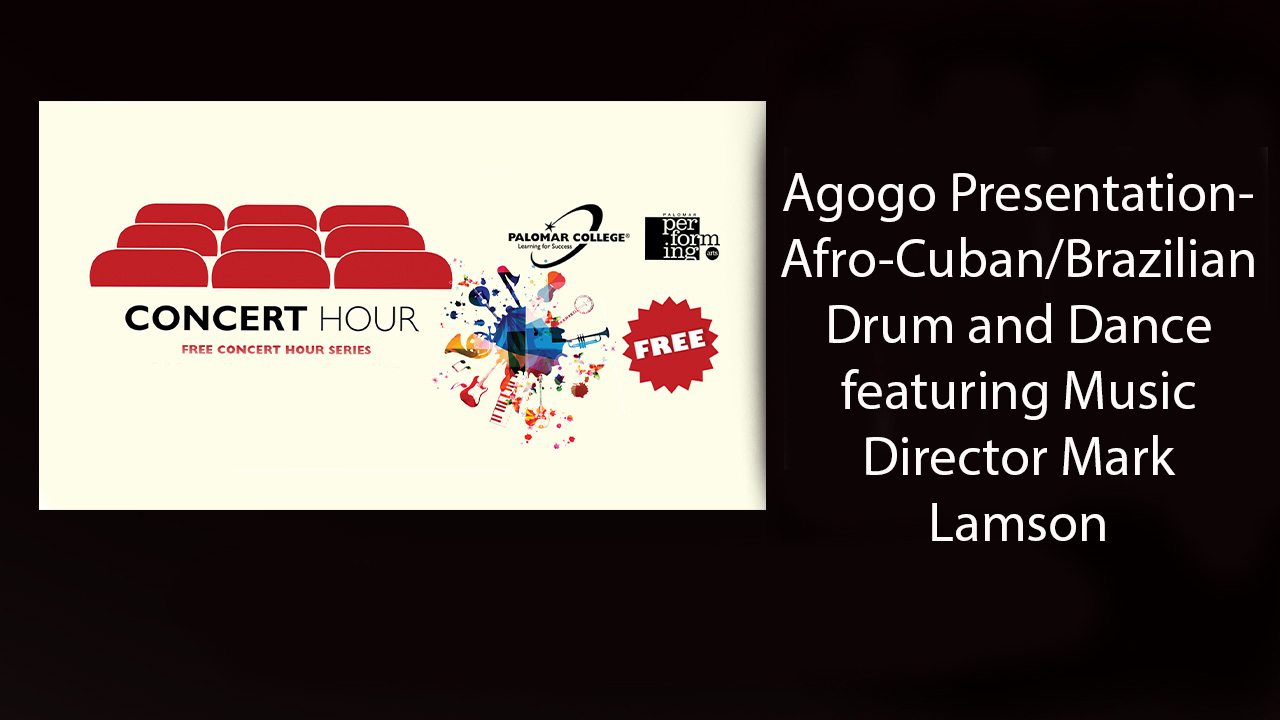 CONCERT HOUR
FREE CONCERT HOUR SERIES
PALOMAR COLLEGE®
Learning for Success
PALOMAR
per
.form
ing
arts
FREE
Agogo Presentation-
Afro-Cuban/Brazilian
Drum and Dance
featuring Music
Director Mark
Lamson